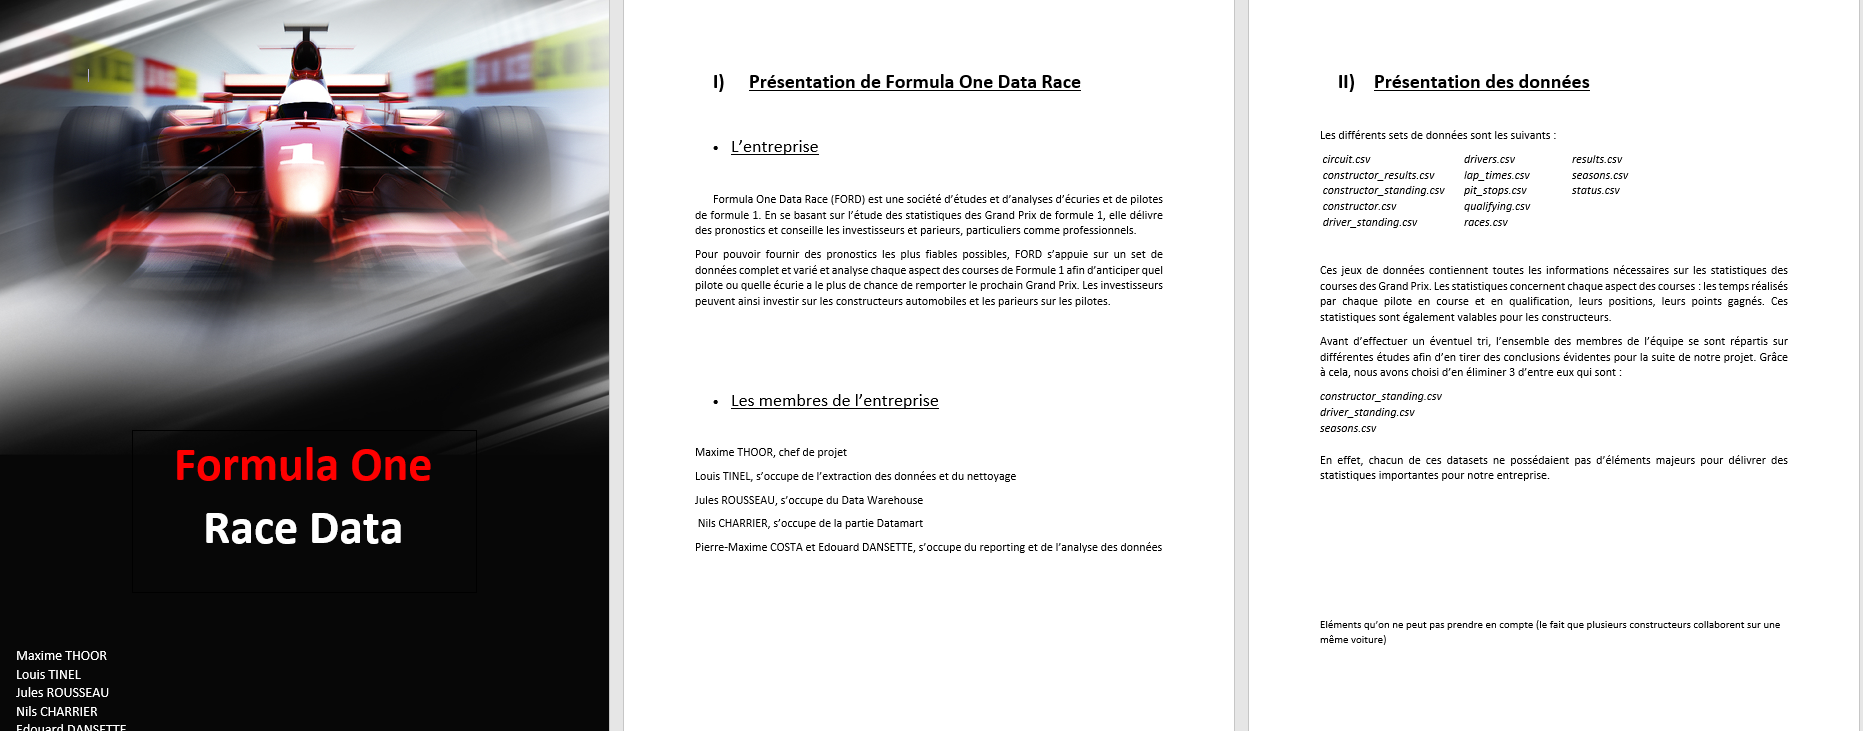 1
Formula One
Race Data
Maxime THOOR
Louis TINEL
Jules ROUSSEAU
Nils CHARRIER
Edouard DANSETTE
I) Présentation de Formula One Data Race
• L’entreprise
Formula One Data Race (FORD) est une société d’études et d’analyses d’écuries et de pilotes
de formule 1. En se basant sur l’étude des statistiques des Grand Prix de formule 1, elle délivre
des pronostics et conseille les investisseurs et parieurs, particuliers comme professionnels.
Pour pouvoir fournir des pronostics les plus fiables possibles, FORD s’appuie sur un set de
données complet et varié et analyse chaque aspect des courses de Formule 1 afin d’anticiper quel
pilote ou quelle écurie a le plus de chance de remporter le prochain Grand Prix. Les investisseurs
peuvent ainsi investir sur les constructeurs automobiles et les parieurs sur les pilotes.
• Les membres de l’entreprise
Maxime THOOR, chef de projet
Louis TINEL, s’occupe de l’extraction des données et du nettoyage
Jules ROUSSEAU, s’occupe du Data Warehouse
Nils CHARRIER, s’occupe de la partie Datamart
Pierre-Maxime COSTA et Edouard DANSETTE, s’occupe du reporting et de l’analyse des données
II) Présentation des données
Les différents sets de données sont les suivants :
circuit.csv drivers.csv results.csv
constructor_results.csv lap_times.csv seasons.csv
constructor_standing.csv pit_stops.csv status.csv
constructor.csv qualifying.csv
driver_standing.csv races.csv
Ces jeux de données contiennent toutes les informations nécessaires sur les statistiques des
courses des Grand Prix. Les statistiques concernent chaque aspect des courses : les temps réalisés
par chaque pilote en course et en qualification, leurs positions, leurs points gagnés. Ces
statistiques sont également valables pour les constructeurs.
Avant d’effectuer un éventuel tri, l’ensemble des membres de l’équipe se sont répartis sur
différentes études afin d’en tirer des conclusions évidentes pour la suite de notre projet. Grâce
à cela, nous avons choisi d’en éliminer 3 d’entre eux qui sont :
constructor_standing.csv
driver_standing.csv
seasons.csv
En effet, chacun de ces datasets ne possédaient pas d’éléments majeurs pour délivrer des
statistiques importantes pour notre entreprise.
Eléments qu’on ne peut pas prendre en compte (le fait que plusieurs constructeurs collaborent sur une
même voiture)